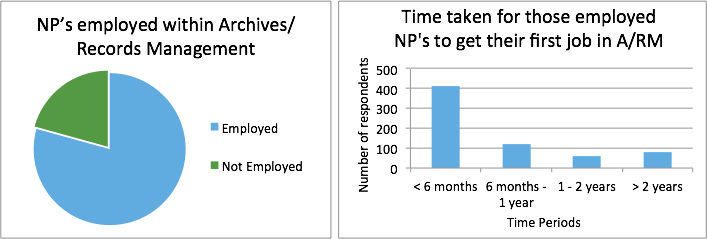 NP’s employed within Archives/
Records Management
Employed
Not Employed
Time taken for those employed
NP's to get their first job in A/RM
Number of respondents
500
400
300
200
100
0
< 6 months
6 months -
1 year
1 - 2 years
> 2 years
Time Periods